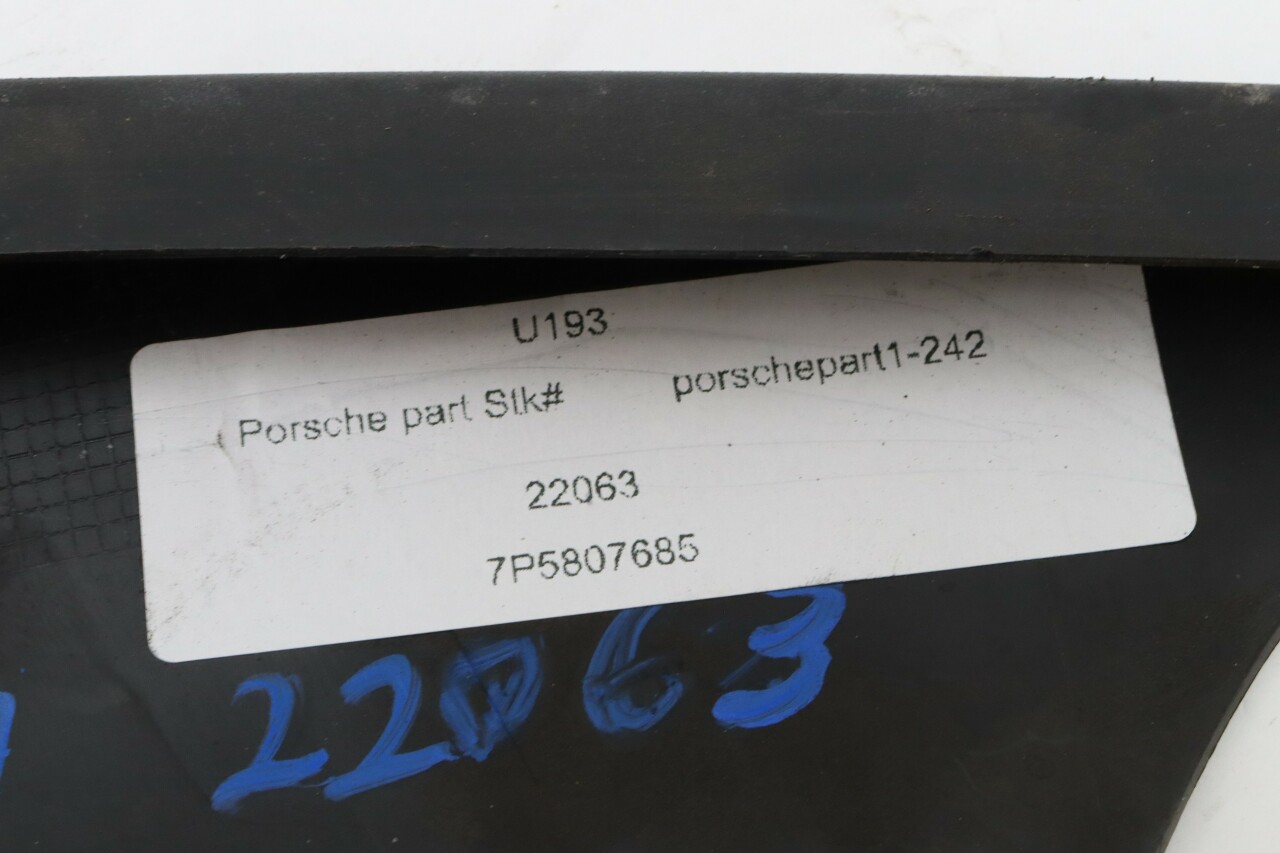 U193
Porsche part Stk# porschepart1-242
22063
7P5807685
22063